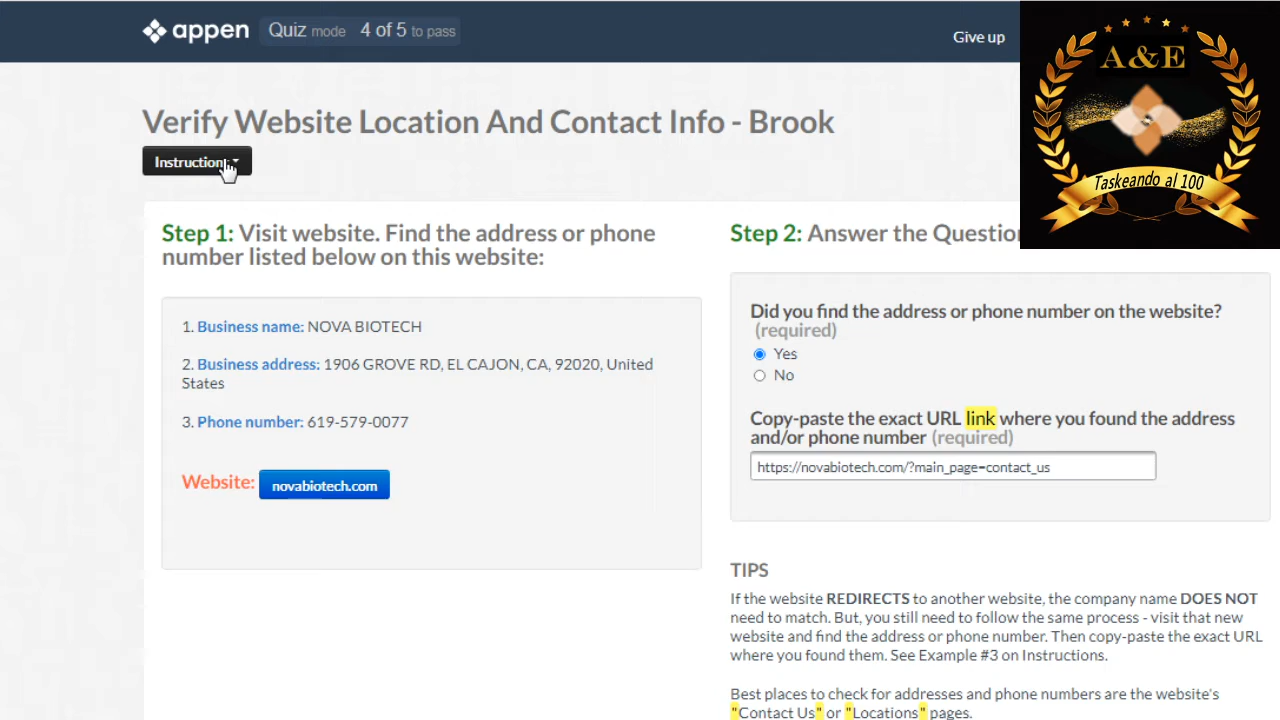 appen Quiz mode 4 of 5 to pass
Give up
A&E
Taskeando al 100
Verify Website Location And Contact Info - Brook
Instructions
Step 1: Visit website. Find the address or phone
number listed below on this website:
1. Business name: NOVA BIOTECH
2. Business address: 1906 GROVE RD, EL CAJON, CA, 92020, United
States
3. Phone number: 619-579-0077
Website: novabiotech.com
Step 2: Answer the Question
Did you find the address or phone number on the website?
(required)
Yes
No
Copy-paste the exact URL link where you found the address
and/or phone number (required)
https://novabiotech.com/?main_page=contact_us
TIPS
If the website REDIRECTS to another website, the company name DOES NOT
need to match. But, you still need to follow the same process - visit that new
website and find the address or phone number. Then copy-paste the exact URL
where you found them. See Example #3 on Instructions.
Best places to check for addresses and phone numbers are the website's
"Contact Us" or "Locations" pages.